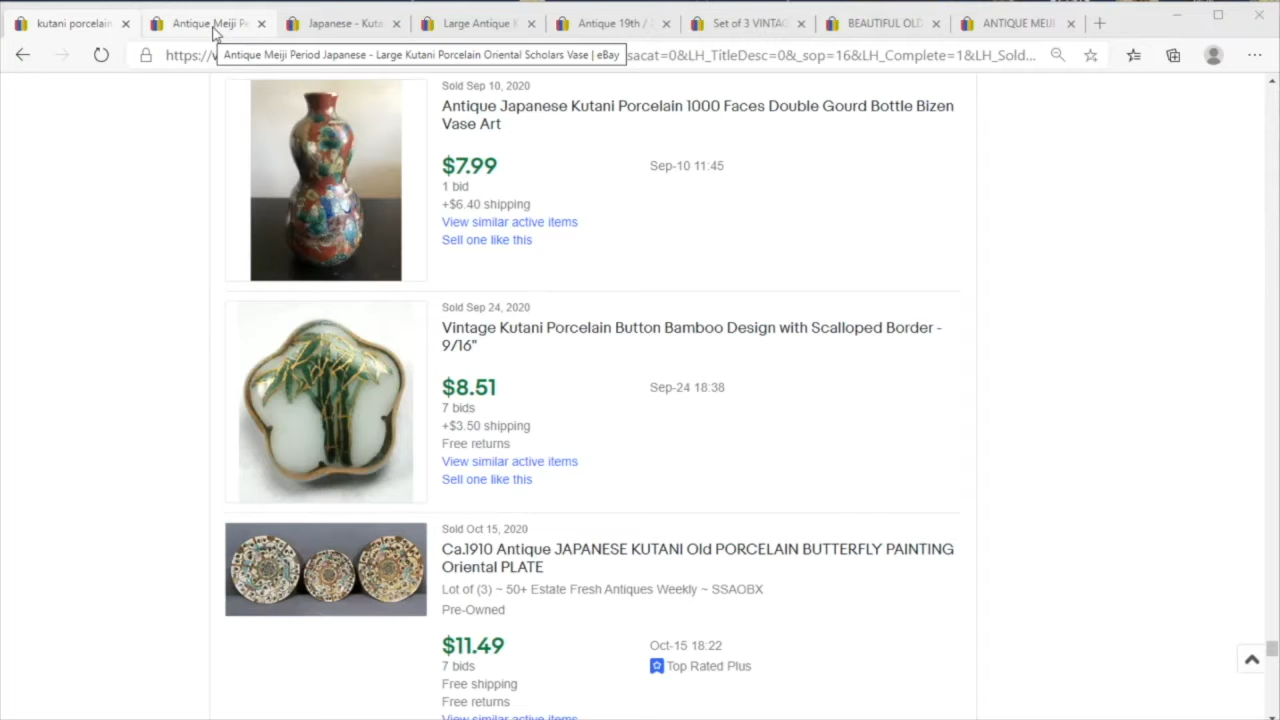 kutani porcelain
Antique Meiji Pe
Japanese - Kuta
Large Antique K
Antique 19th /
Set of 3 VINTAG
BEAUTIFUL OLD
ANTIQUE MEIJI
Antique Meiji Period Japanese - Large Kutani Porcelain Oriental Scholars Vase | eBay
sacat=0&LH_TitleDesc=0&_sop=16&LH_Complete=1&LH_Sold...
Sold Sep 10, 2020
Antique Japanese Kutani Porcelain 1000 Faces Double Gourd Bottle Bizen
Vase Art
$7.99
Sep-10 11:45
1 bid
+$6.40 shipping
View similar active items
Sell one like this
Sold Sep 24, 2020
Vintage Kutani Porcelain Button Bamboo Design with Scalloped Border -
9/16"
$8.51
Sep-24 18:38
7 bids
+$3.50 shipping
Free returns
View similar active items
Sell one like this
Sold Oct 15, 2020
Ca.1910 Antique JAPANESE KUTANI Old PORCELAIN BUTTERFLY PAINTING
Oriental PLATE
Lot of (3) ~ 50+ Estate Fresh Antiques Weekly ~ SSAOBX
Pre-Owned
$11.49
Oct-15 18:22
7 bids
Top Rated Plus
Free shipping
Free returns
View similar active items